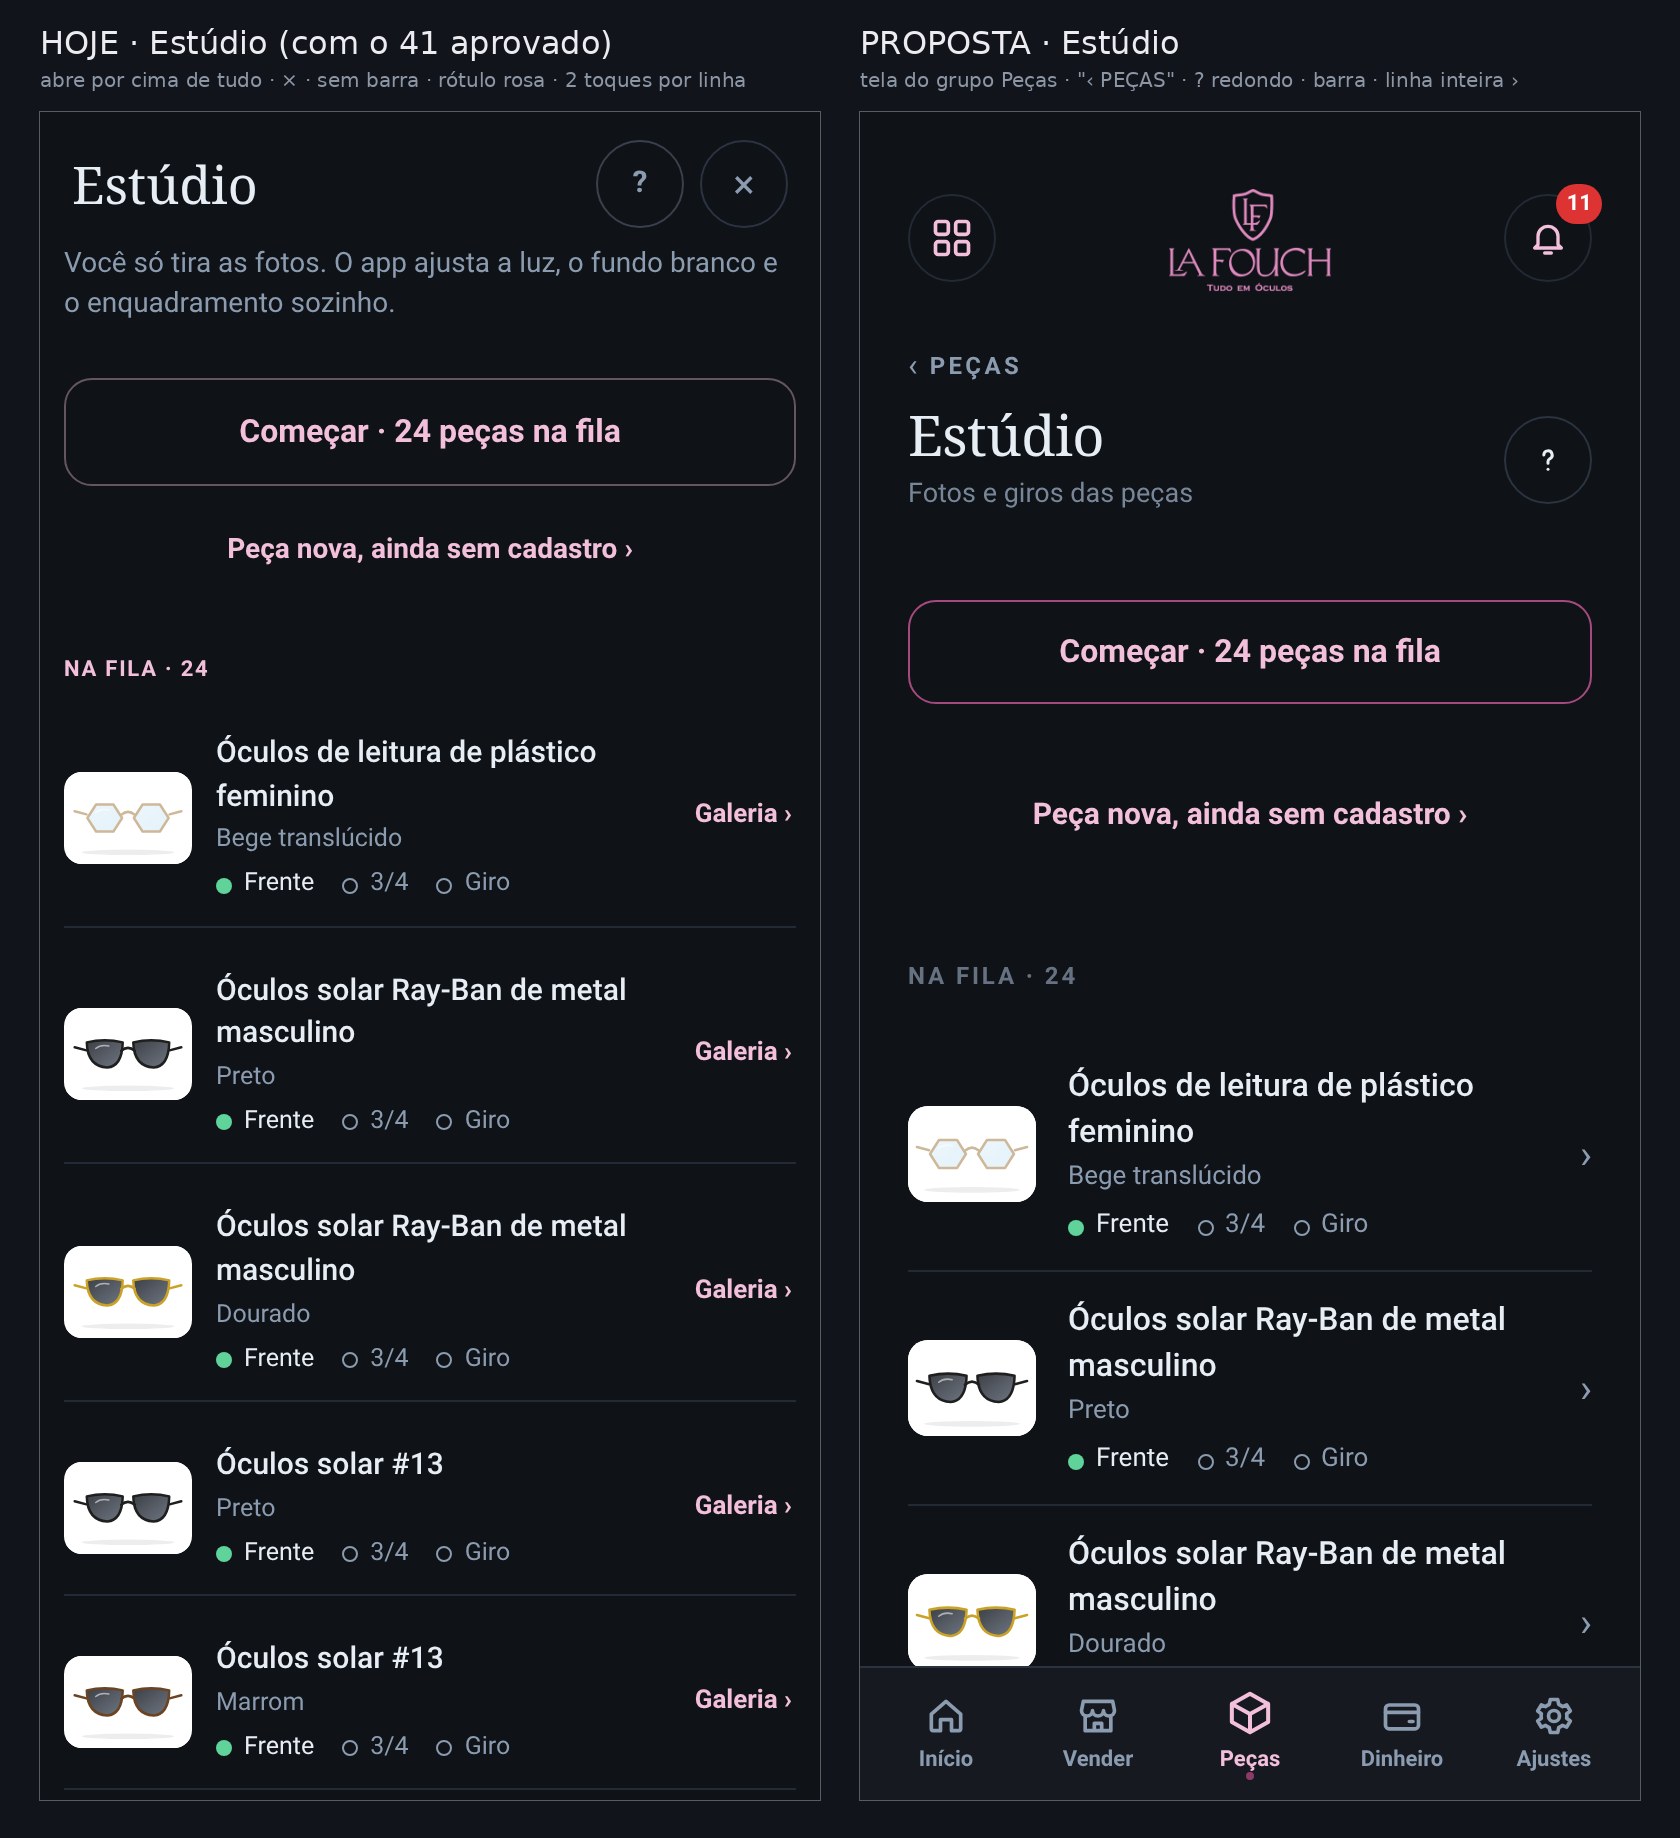 HOJE · Estúdio (com o 41 aprovado)
abre por cima de tudo · × · sem barra · rótulo rosa · 2 toques por linha
Estúdio
?
×
Você só tira as fotos. O app ajusta a luz, o fundo branco e
o enquadramento sozinho.
Começar · 24 peças na fila
Peça nova, ainda sem cadastro ›
NA FILA · 24
Óculos de leitura de plástico
feminino
Bege translúcido
Frente 3/4 Giro
Galeria ›
Óculos solar Ray-Ban de metal
masculino
Preto
Frente 3/4 Giro
Galeria ›
Óculos solar Ray-Ban de metal
masculino
Dourado
Frente 3/4 Giro
Galeria ›
Óculos solar #13
Preto
Frente 3/4 Giro
Galeria ›
Óculos solar #13
Marrom
Frente 3/4 Giro
Galeria ›
PROPOSTA · Estúdio
tela do grupo Peças · "‹ PEÇAS" · ? redondo · barra · linha inteira ›
LF
LA FOUCH
TUDO EM ÓCULOS
11
‹ PEÇAS
Estúdio
Fotos e giros das peças
?
Começar · 24 peças na fila
Peça nova, ainda sem cadastro ›
NA FILA · 24
Óculos de leitura de plástico
feminino
Bege translúcido
Frente 3/4 Giro
›
Óculos solar Ray-Ban de metal
masculino
Preto
Frente 3/4 Giro
›
Óculos solar Ray-Ban de metal
masculino
Dourado
›
Início Vender Peças Dinheiro Ajustes